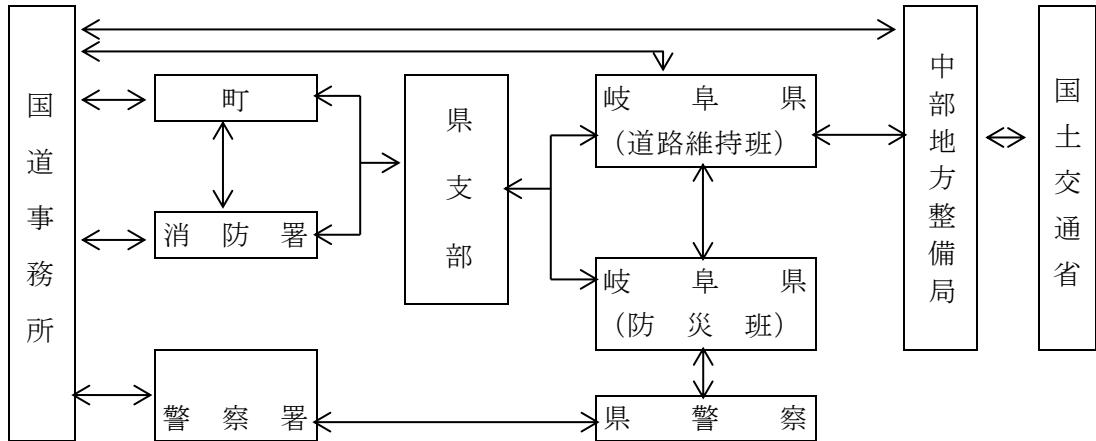 国道事務所
町
消防署
警察署
県支部
岐阜県
（道路維持班）
岐阜県
（防災班）
県警察
中部地方整備局
国土交通省